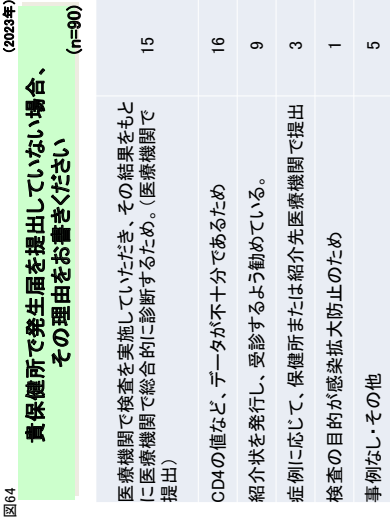 図64
(2023年)
貴保健所で発生届を提出していない場合、
その理由をお書きください
(n=90)
医療機関で検査を実施していただき、その結果をもと
に医療機関で総合的に診断するため。（医療機関で
提出）
15
CD4の値など、データが不十分であるため
16
紹介状を発行し、受診するよう勧めている。
9
症例に応じて、保健所または紹介先医療機関で提出
3
検査の目的が感染拡大防止のため
1
事例なし・その他
5